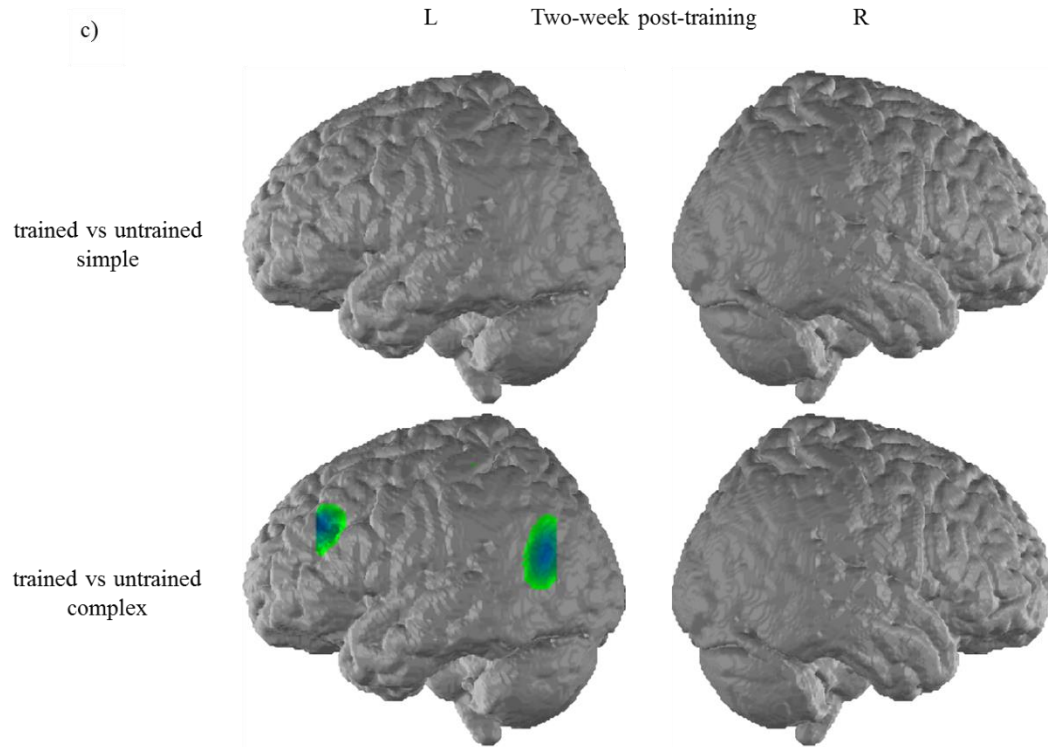 c)
L Two-week post-training R
trained vs untrained
simple
trained vs untrained
complex